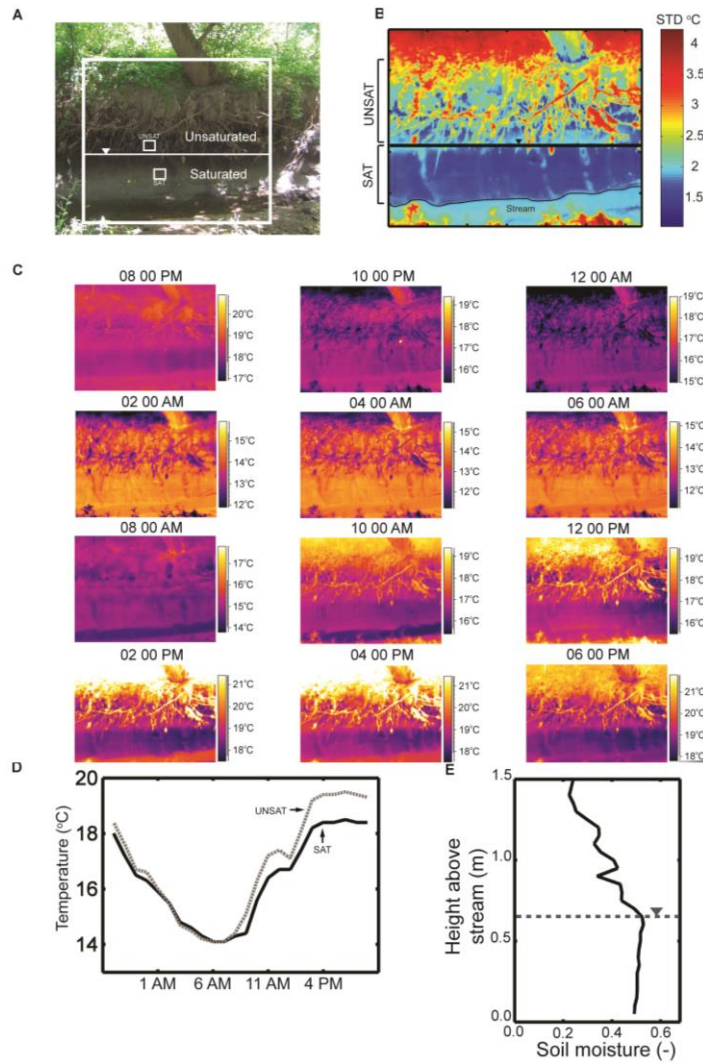 A
UNSAT
Unsaturated
SAT
Saturated
B
STD °C
UNSAT
SAT
Stream
4
3.5
3
2.5
2
1.5
C
08 00 PM
20°C
19°C
18°C
17°C
10 00 PM
19°C
18°C
17°C
16°C
12 00 AM
19°C
18°C
17°C
16°C
15°C
02 00 AM
15°C
14°C
13°C
12°C
04 00 AM
15°C
14°C
13°C
12°C
06 00 AM
15°C
14°C
13°C
12°C
08 00 AM
17°C
16°C
15°C
14°C
10 00 AM
19°C
18°C
17°C
16°C
12 00 PM
19°C
18°C
17°C
16°C
02 00 PM
21°C
20°C
19°C
18°C
04 00 PM
21°C
20°C
19°C
18°C
06 00 PM
21°C
20°C
19°C
18°C
D
Temperature (°C)
20
18
16
14
UNSAT
SAT
1 AM 6 AM 11 AM 4 PM
E
Height above
stream (m)
1.5
1.0
0.5
0.0
0.0 0.2 0.4 0.6
Soil moisture (-)